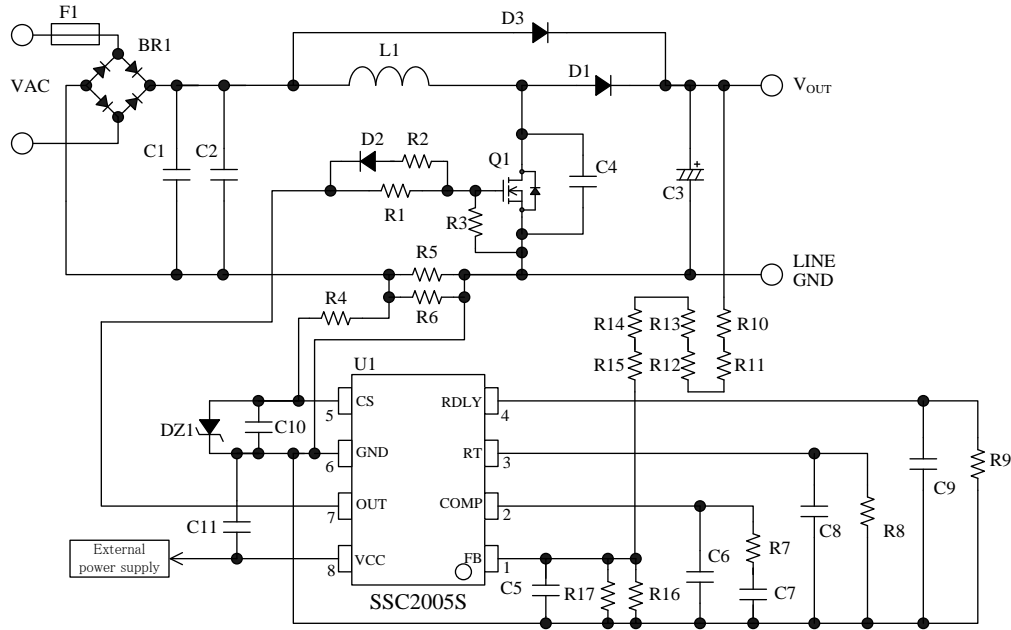 F1
BR1
VAC
D3
L1
D1
VOUT
C1
C2
D2
R2
Q1
C4
C3
+
R1
R3
R5
R4
R6
LINE
GND
R14
R13
R10
R15
R12
R11
U1
CS
RDLY
5
4
DZ1
C10
GND
RT
6
3
R9
C9
OUT
COMP
7
2
C11
C8
R8
External
power supply
VCC
FB
8
1
C5
R17
R16
C6
R7
C7
SSC2005S